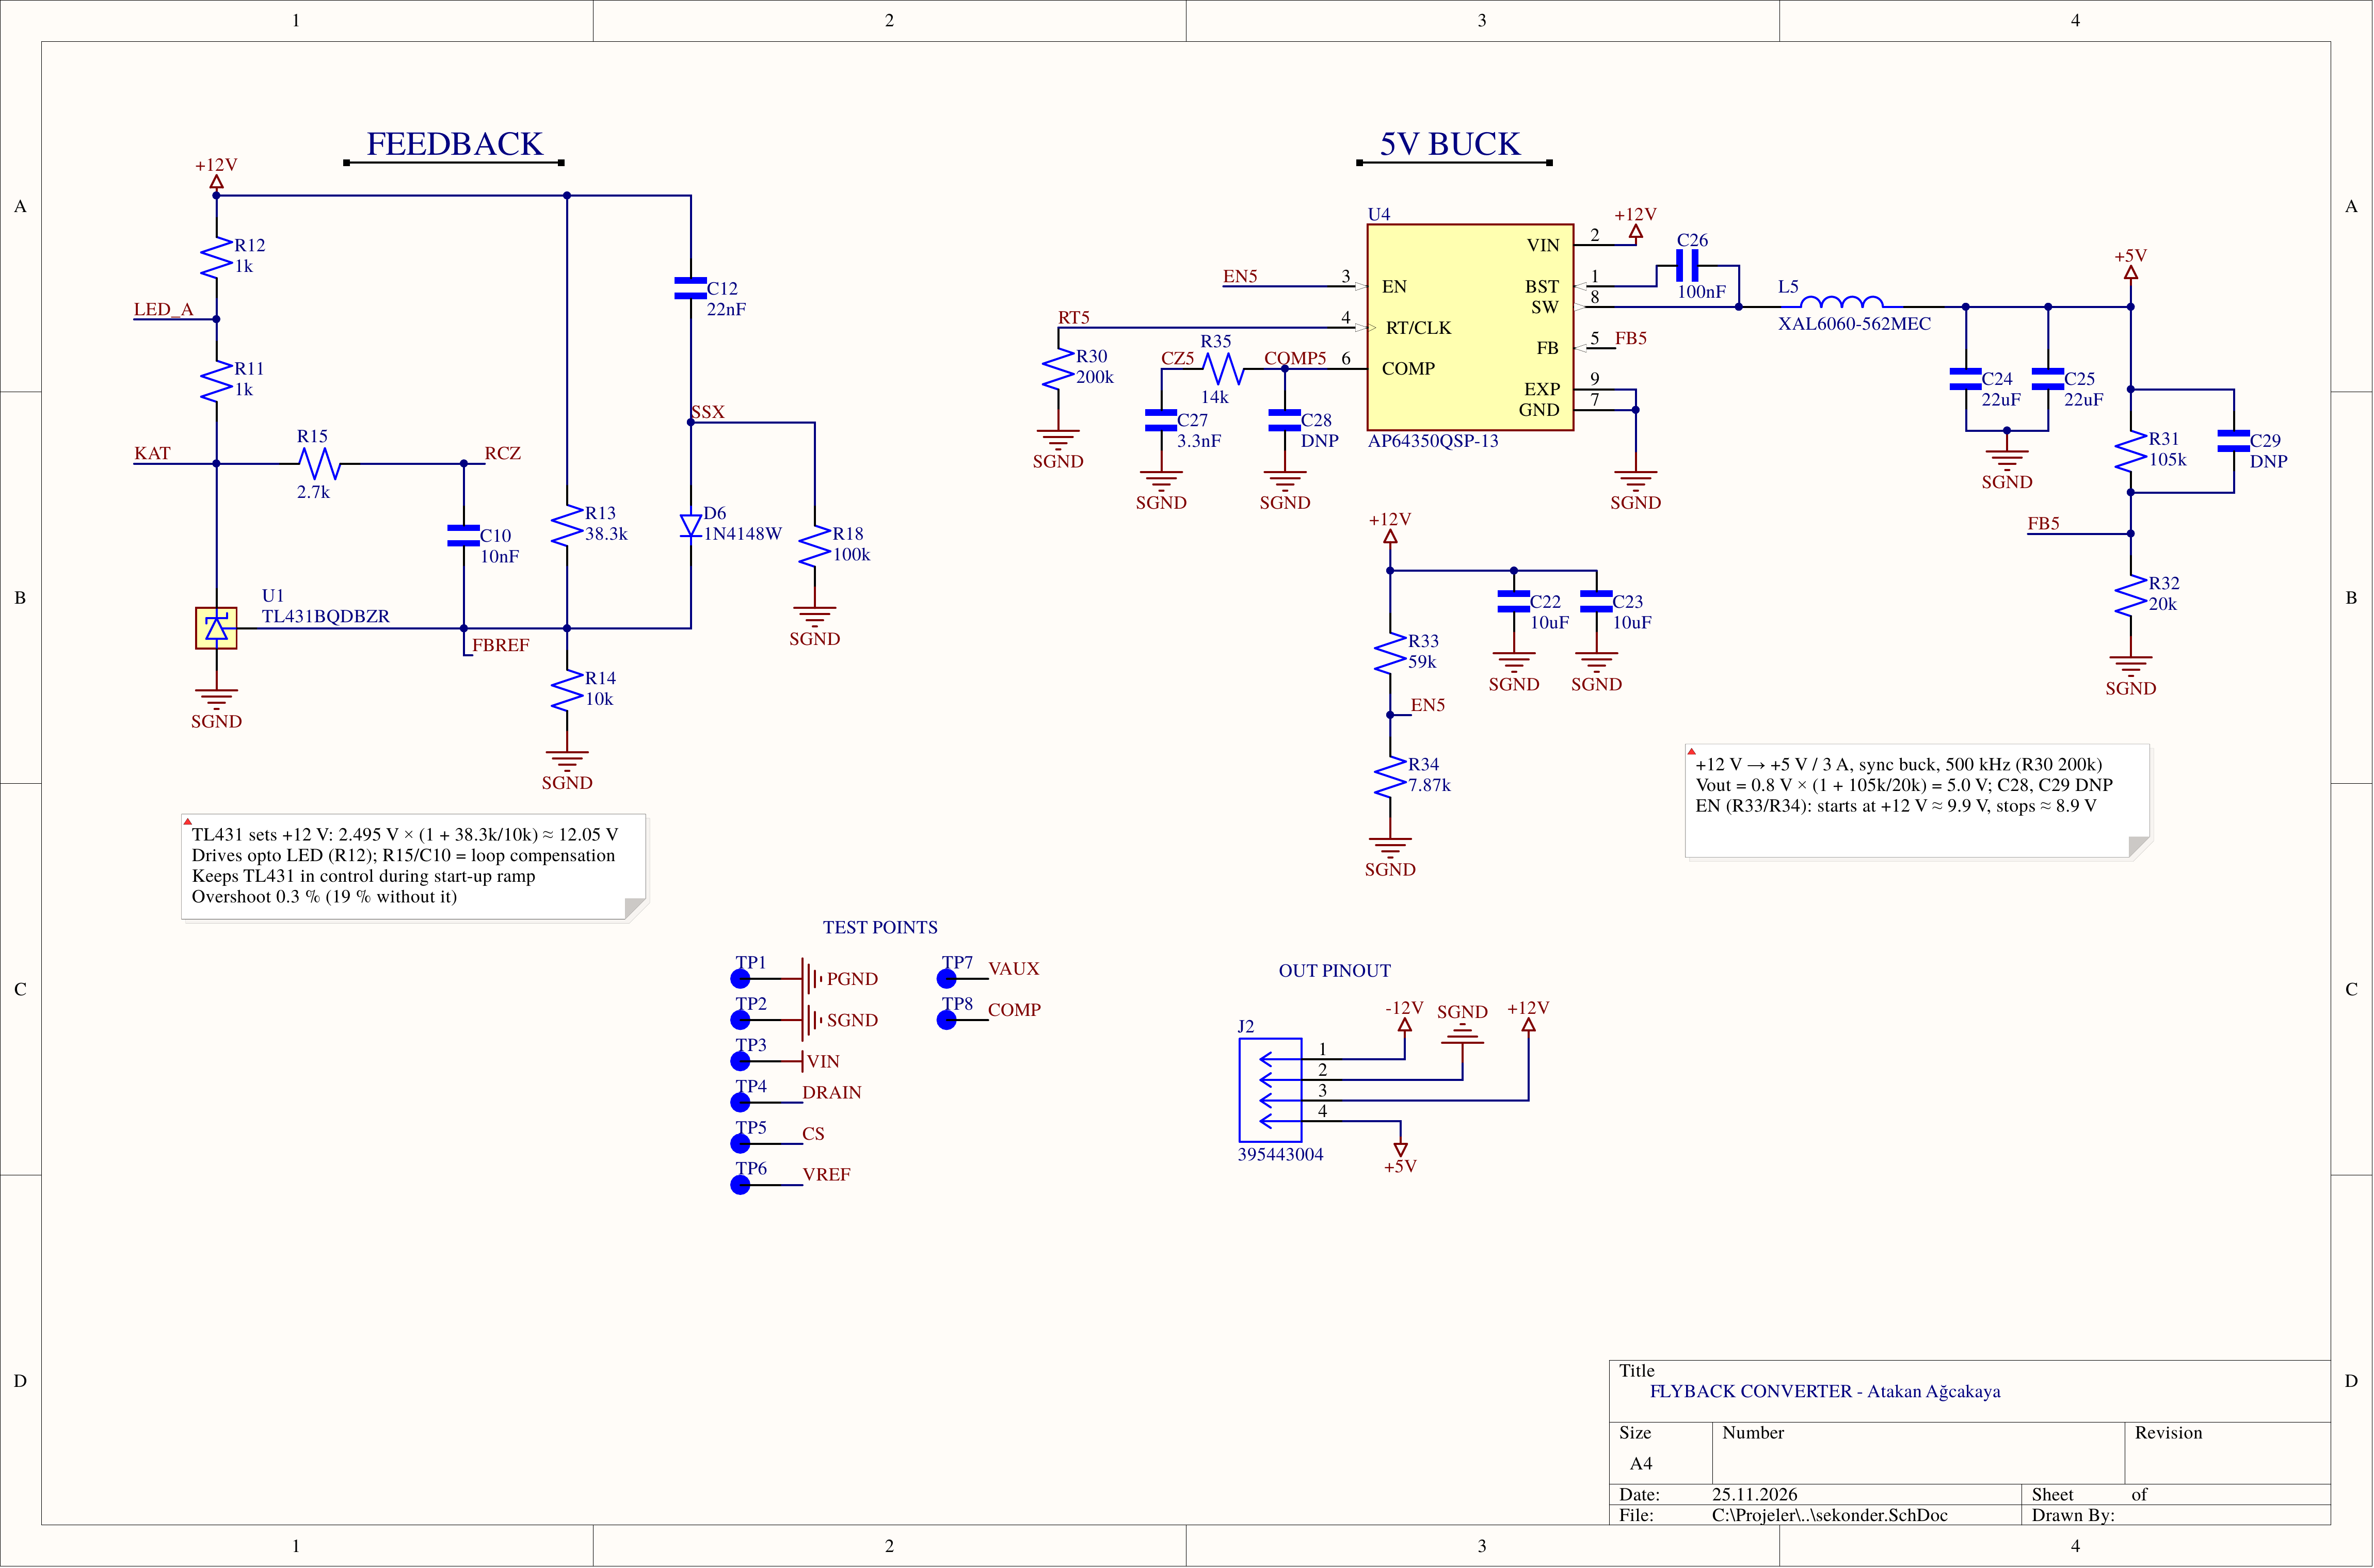 1
2
3
4
A
A
B
B
C
C
D
D
1
2
3
4
FEEDBACK
+12V
R12
1k
LED_A
R11
1k
KAT
R15
2.7k
RCZ
C10
10nF
U1
TL431BQDBZR
FBREF
SGND
R13
38.3k
R14
10k
SGND
C12
22nF
SSX
D6
1N4148W
R18
100k
SGND
TL431 sets +12 V: 2.495 V × (1 + 38.3k/10k) ≈ 12.05 V
Drives opto LED (R12); R15/C10 = loop compensation
Keeps TL431 in control during start-up ramp
Overshoot 0.3 % (19 % without it)
5V BUCK
U4
EN5
3
EN
RT5
4
RT/CLK
R30
200k
SGND
CZ5
R35
14k
COMP5
6
COMP
C27
3.3nF
SGND
C28
DNP
SGND
AP64350QSP-13
VIN
2
+12V
BST
1
SW
8
C26
100nF
FB
5
FB5
EXP
9
GND
7
SGND
L5
XAL6060-562MEC
+5V
C24
22uF
C25
22uF
SGND
R31
105k
C29
DNP
FB5
R32
20k
SGND
+12V
C22
10uF
SGND
C23
10uF
SGND
R33
59k
EN5
R34
7.87k
SGND
+12 V → +5 V / 3 A, sync buck, 500 kHz (R30 200k)
Vout = 0.8 V × (1 + 105k/20k) = 5.0 V; C28, C29 DNP
EN (R33/R34): starts at +12 V ≈ 9.9 V, stops ≈ 8.9 V
TEST POINTS
TP1
PGND
TP2
SGND
TP3
VIN
TP4
DRAIN
TP5
CS
TP6
VREF
TP7
VAUX
TP8
COMP
OUT PINOUT
J2
1
2
3
4
-12V
SGND
+12V
+5V
395443004
Title
FLYBACK CONVERTER - Atakan Ağcakaya
Size
A4
Number
Revision
Date: 25.11.2026
Sheet of
File: C:\Projeler\..\sekonder.SchDoc
Drawn By: